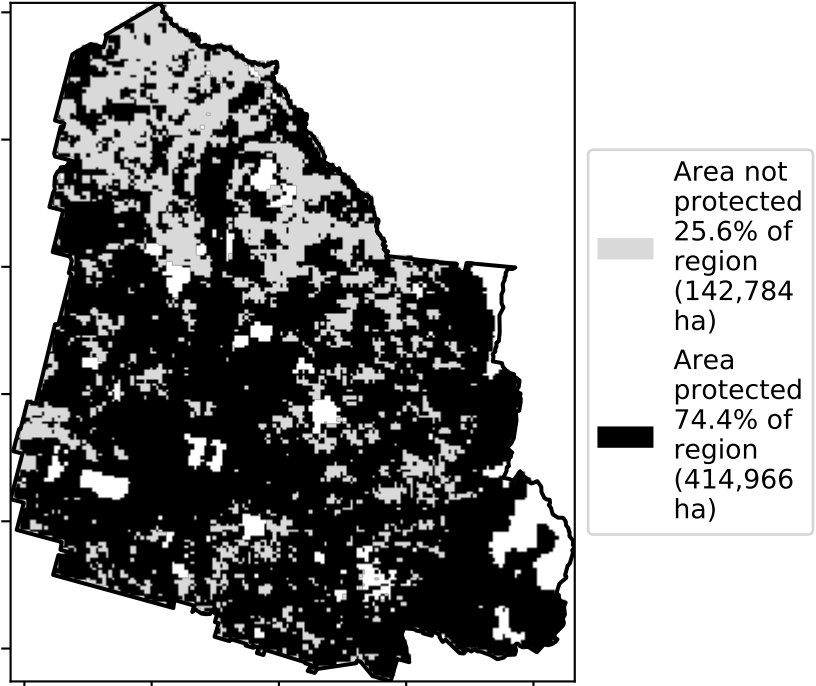 Area not
protected
25.6% of
region
(142,784
ha)
Area
protected
74.4% of
region
(414,966
ha)